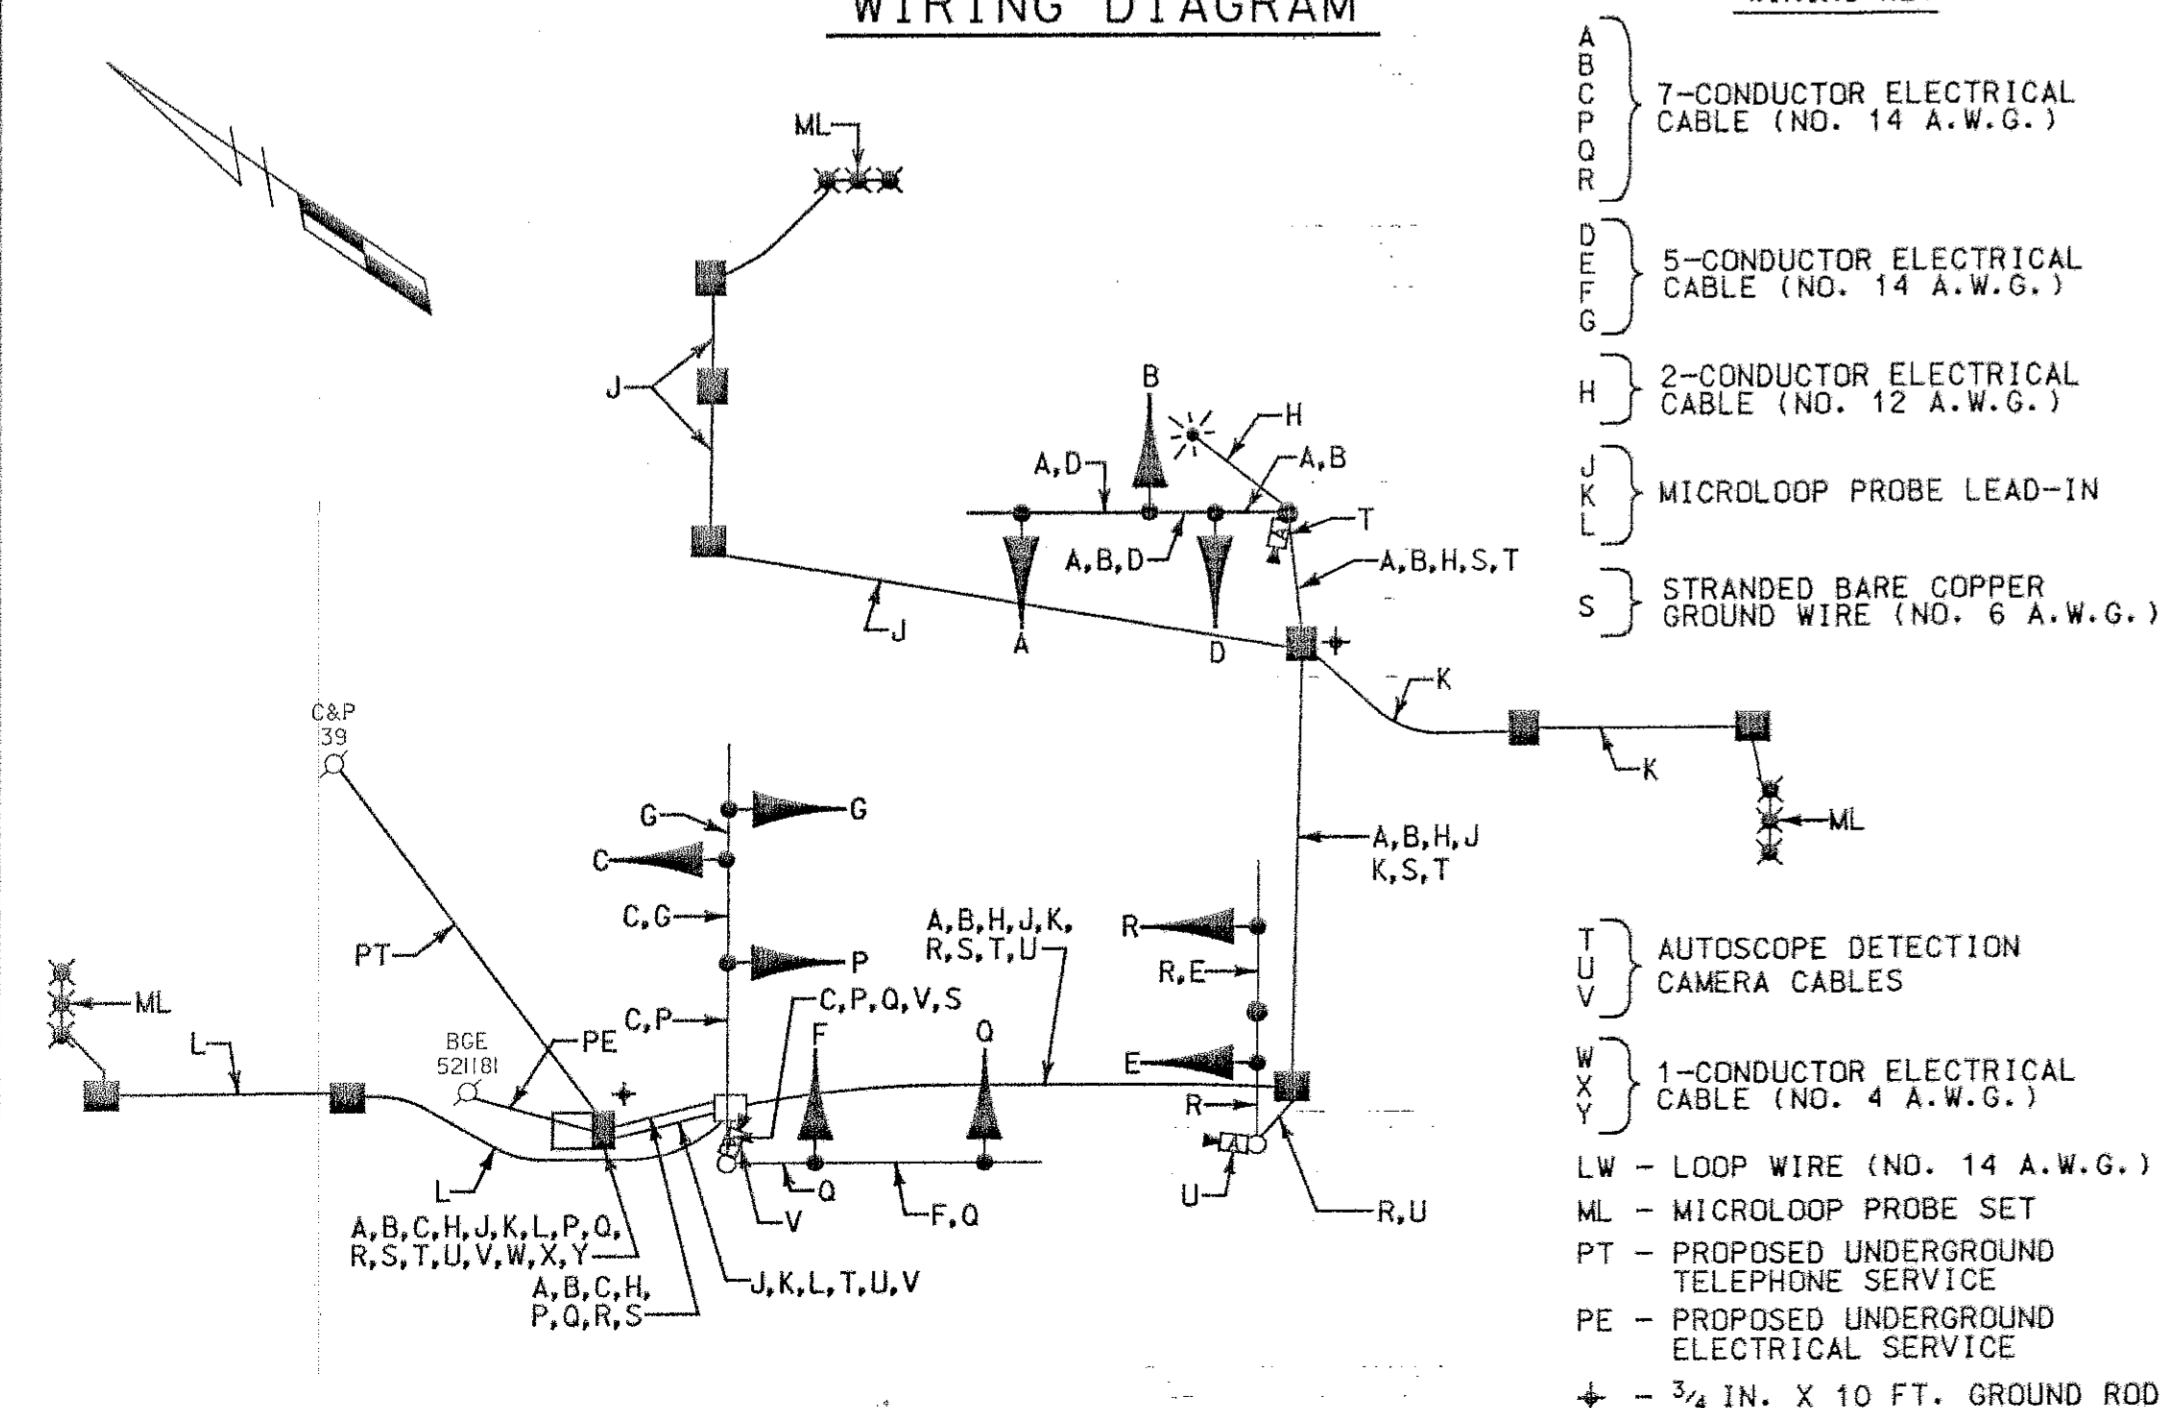 WIRING DIAGRAM
A
B
C
P
Q
R
7-CONDUCTOR ELECTRICAL
CABLE (NO. 14 A.W.G.)
D
E
F
G
5-CONDUCTOR ELECTRICAL
CABLE (NO. 14 A.W.G.)
H
2-CONDUCTOR ELECTRICAL
CABLE (NO. 12 A.W.G.)
J
K
L
MICROLOOP PROBE LEAD-IN
S
STRANDED BARE COPPER
GROUND WIRE (NO. 6 A.W.G.)
T
U
V
AUTOSCOPE DETECTION
CAMERA CABLES
W
X
Y
1-CONDUCTOR ELECTRICAL
CABLE (NO. 4 A.W.G.)
LW - LOOP WIRE (NO. 14 A.W.G.)
ML - MICROLOOP PROBE SET
PT - PROPOSED UNDERGROUND
TELEPHONE SERVICE
PE - PROPOSED UNDERGROUND
ELECTRICAL SERVICE
- 3/4 IN. X 10 FT. GROUND ROD
ML
J
B
H
A,D
A,B
T
A,B,D
A,B,H,S,T
J
A
D
K
K
ML
C&P
39
G
G
C
A,B,H,J
K,S,T
C,G
A,B,H,J,K,
R,S,T,U
R
PT
P
R,E
ML
C,P,Q,V,S
C,P
F
Q
L
BGE
521181
PE
E
R
L
Q
V
F,Q
U
R,U
A,B,C,H,J,K,L,P,Q,
R,S,T,U,V,W,X,Y
A,B,C,H,
P,Q,R,S
J,K,L,T,U,V